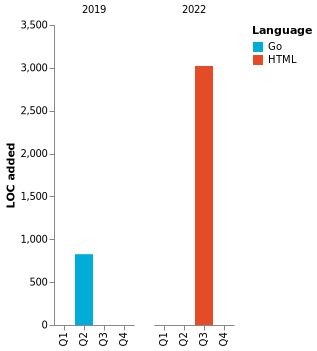 2019 2022
Language
Go
HTML
LOC added
3,500
3,000
2,500
2,000
1,500
1,000
500
0
Q1 Q2 Q3 Q4 Q1 Q2 Q3 Q4